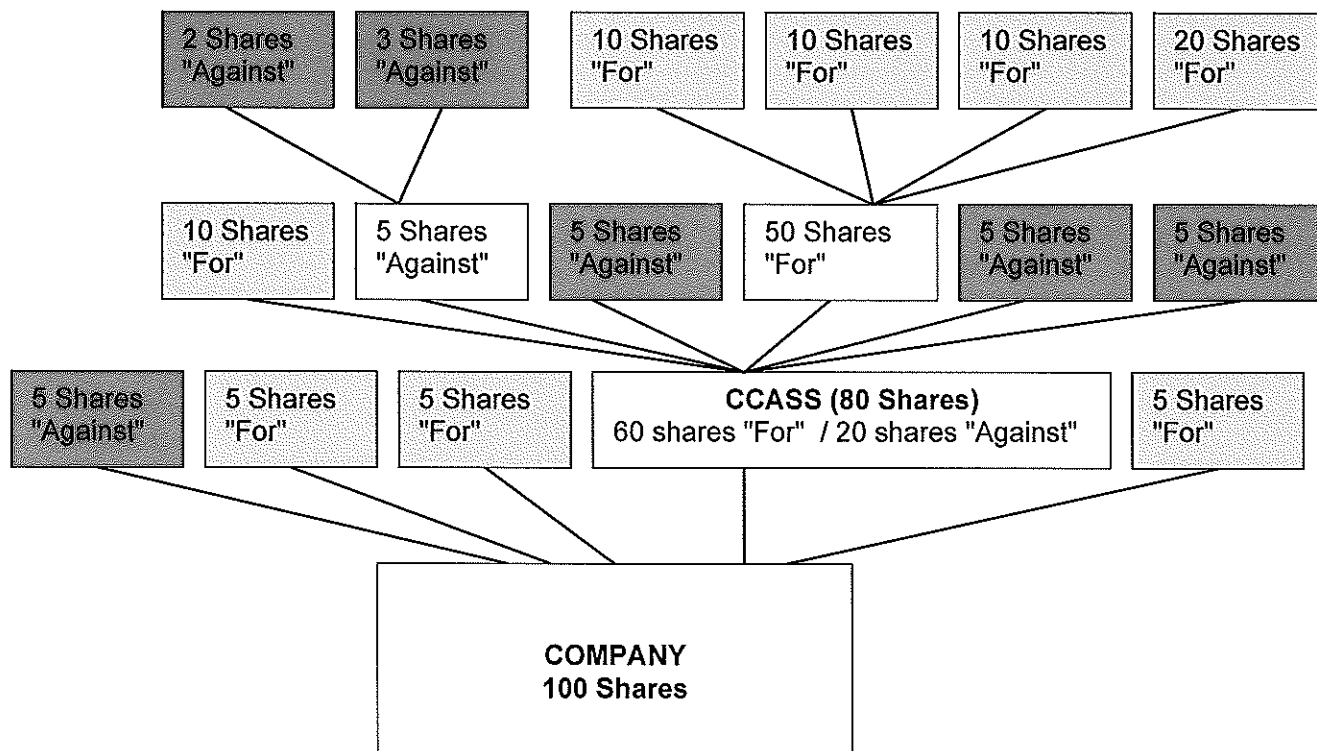 2 Shares
"Against"
3 Shares
"Against"
10 Shares
"For"
10 Shares
"For"
10 Shares
"For"
20 Shares
"For"
10 Shares
"For"
5 Shares
"Against"
5 Shares
"Against"
50 Shares
"For"
5 Shares
"Against"
5 Shares
"Against"
5 Shares
"Against"
5 Shares
"For"
5 Shares
"For"
CCASS (80 Shares)
60 shares "For" / 20 shares "Against"
5 Shares
"For"
COMPANY
100 Shares